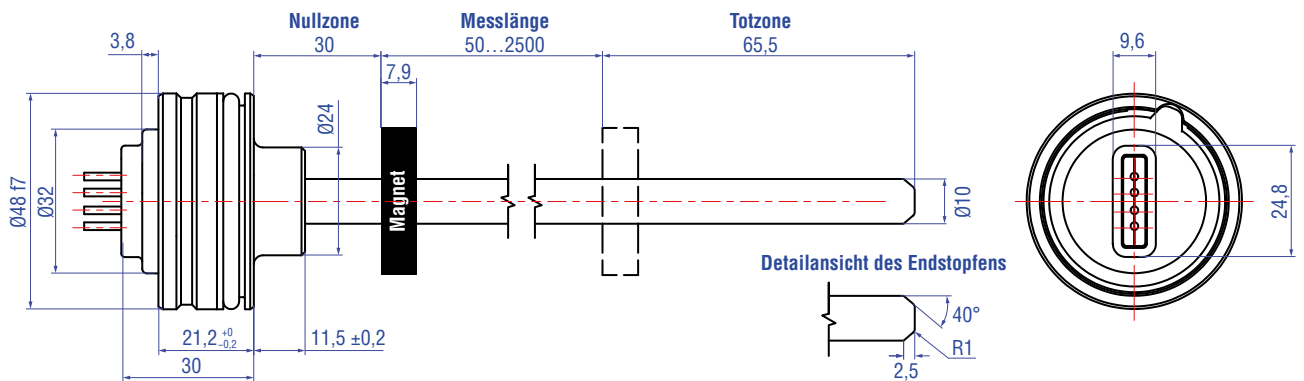 Nullzone
Messlänge
Totzone
3,8
30
50…2500
65,5
9,6
7,9
Ø24
Ø48 f7
Ø32
Magnet
Ø10
24,8
Detailansicht des Endstopfens
21,2 +0 -0,2
11,5 ±0,2
40°
30
R1
2,5